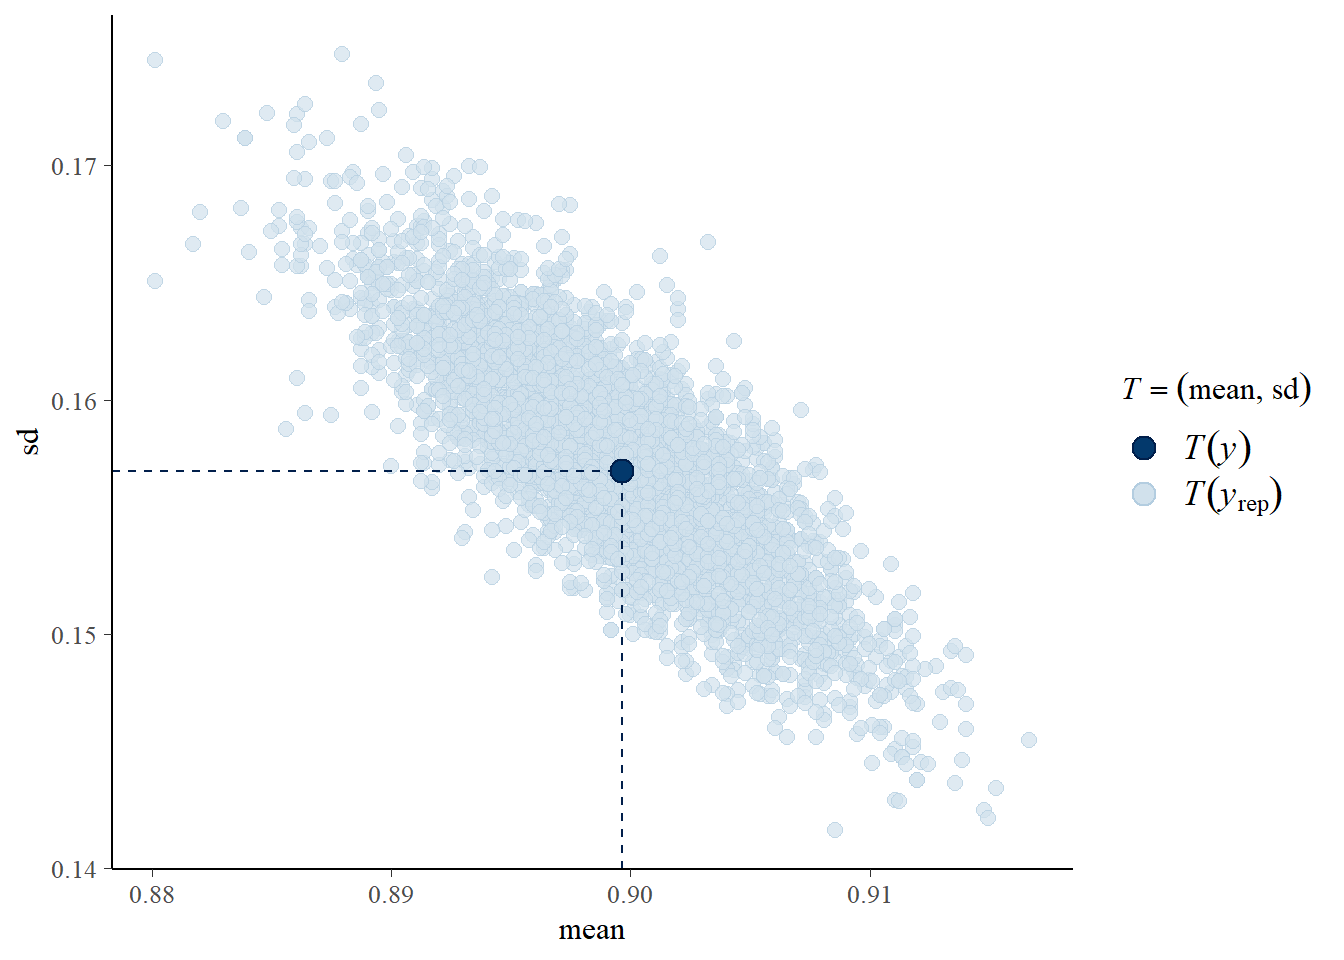 0.17
0.16
0.15
0.14
sd
0.88 0.89 0.90 0.91
mean
T = (mean, sd)
T(y)
T(yrep)